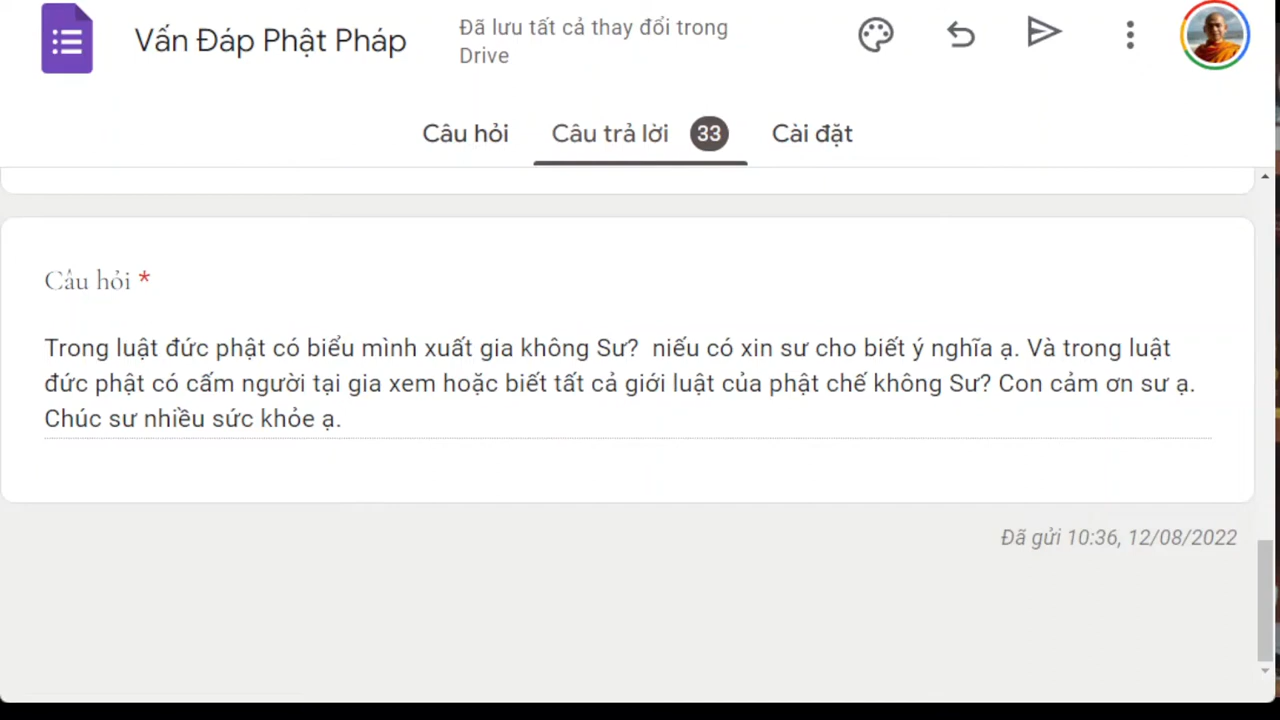 Vấn Đáp Phật Pháp
Đã lưu tất cả thay đổi trong
Drive
Câu hỏi
Câu trả lời 33
Cài đặt
Câu hỏi *
Trong luật đức phật có biểu mình xuất gia không Sư? niếu có xin sư cho biết ý nghĩa ạ. Và trong luật
đức phật có cấm người tại gia xem hoặc biết tất cả giới luật của phật chế không Sư? Con cảm ơn sư ạ.
Chúc sư nhiều sức khỏe ạ.
Đã gửi 10:36, 12/08/2022